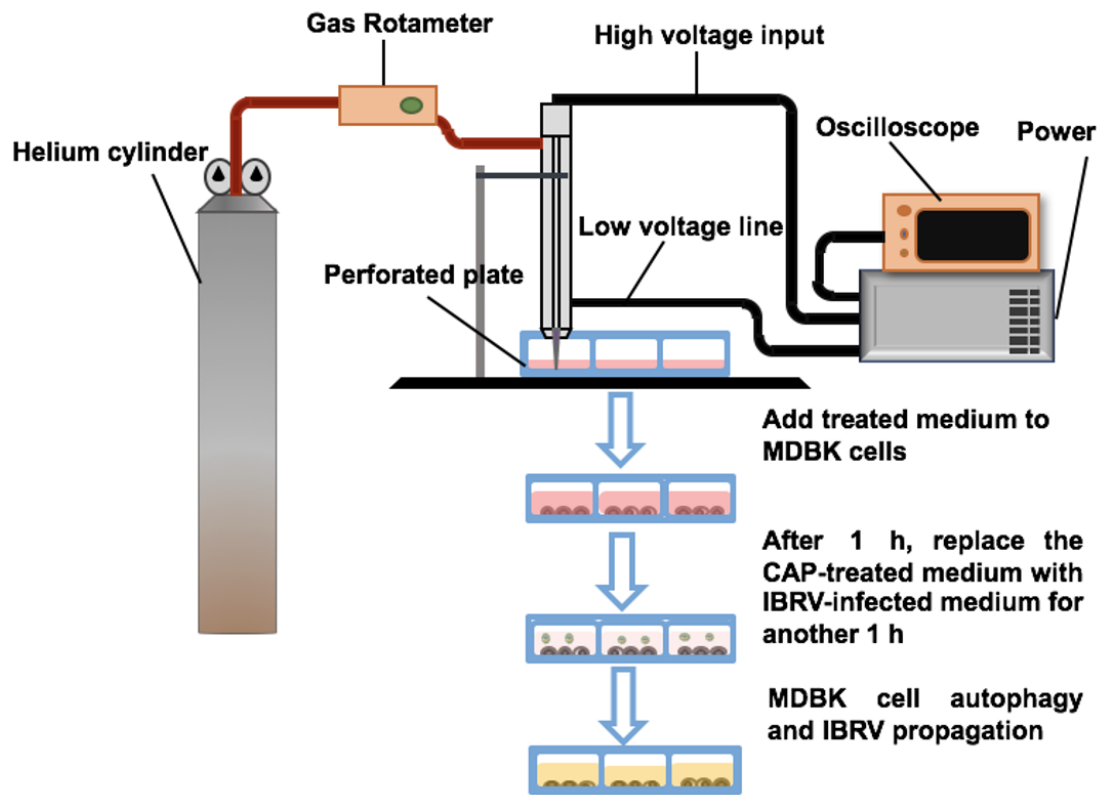 Gas Rotameter
High voltage input
Oscilloscope
Power
Helium cylinder
Low voltage line
Perforated plate
Add treated medium to
MDBK cells
After 1 h, replace the
CAP-treated medium with
IBRV-infected medium for
another 1 h
MDBK cell autophagy
and IBRV propagation